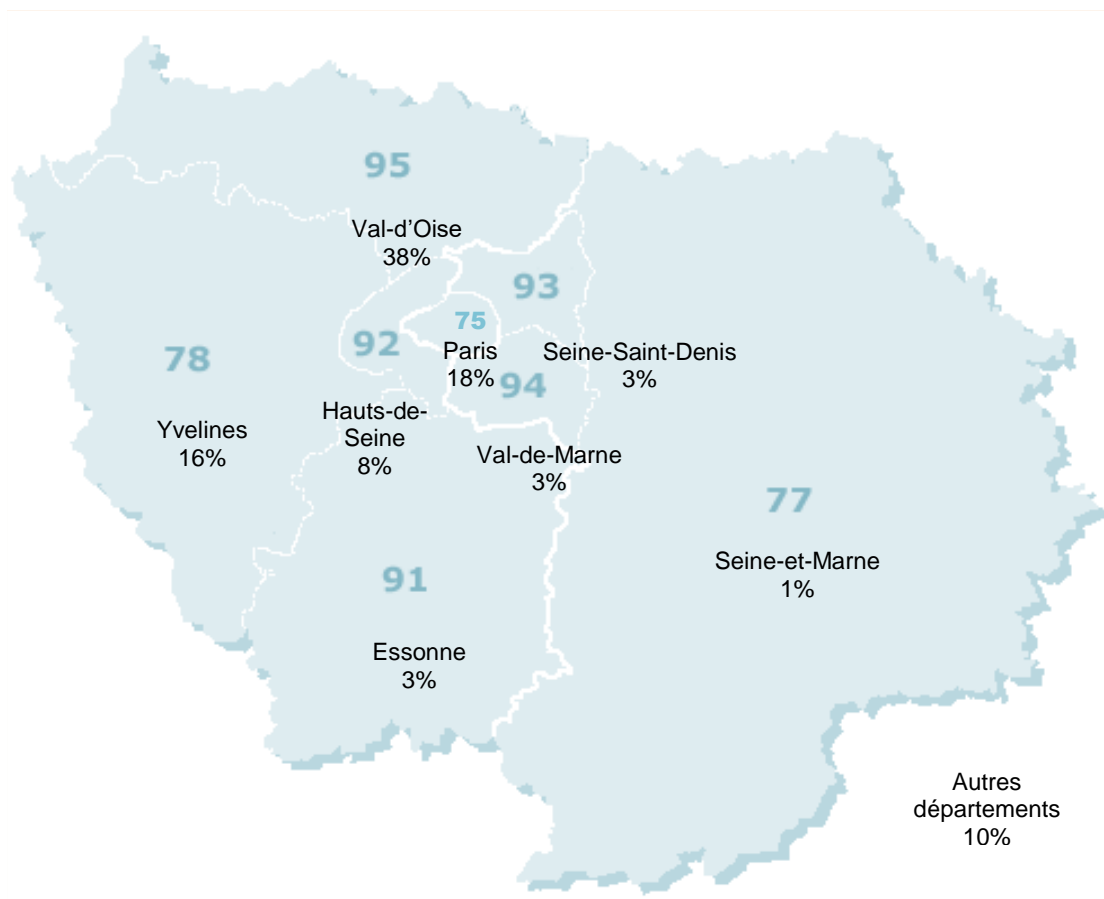 95
Val-d'Oise
38%
93
75
Paris
18%
92
78
Yvelines
16%
Hauts-de-
Seine
8%
94
Seine-Saint-Denis
3%
Val-de-Marne
3%
77
Seine-et-Marne
1%
91
Essonne
3%
Autres
départements
10%